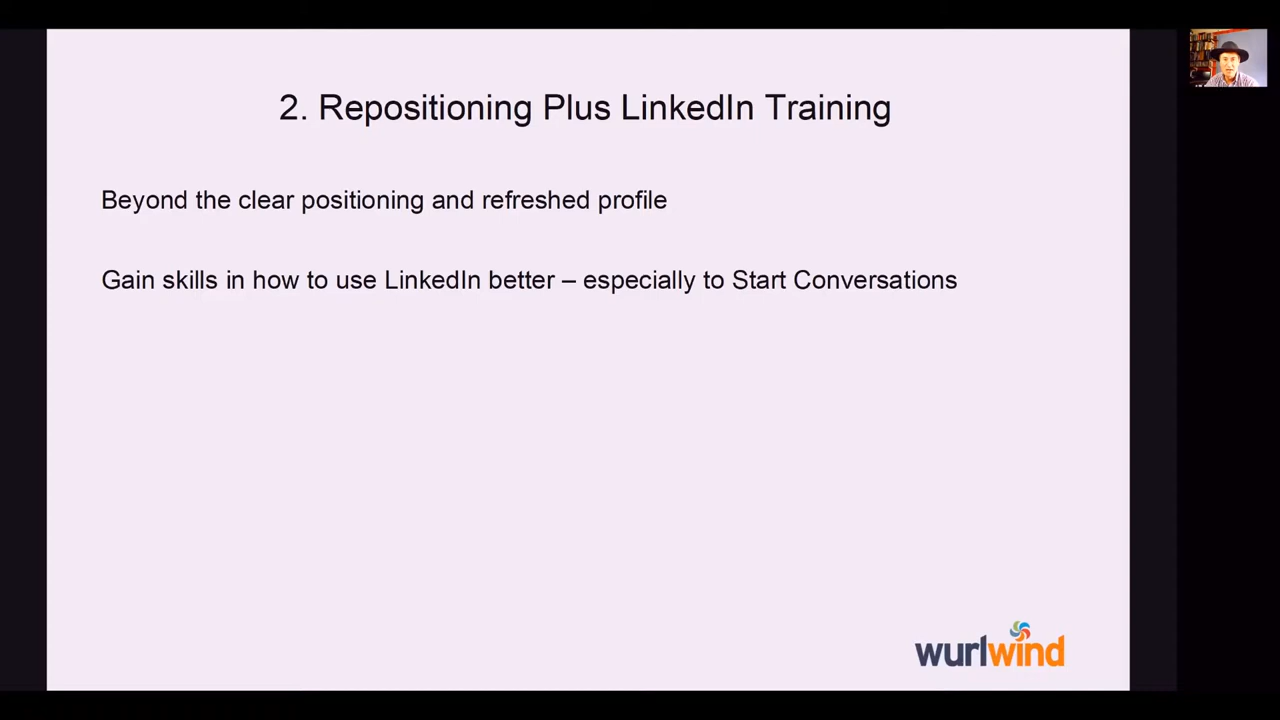 2. Repositioning Plus LinkedIn Training
Beyond the clear positioning and refreshed profile
Gain skills in how to use LinkedIn better – especially to Start Conversations
wurlwind